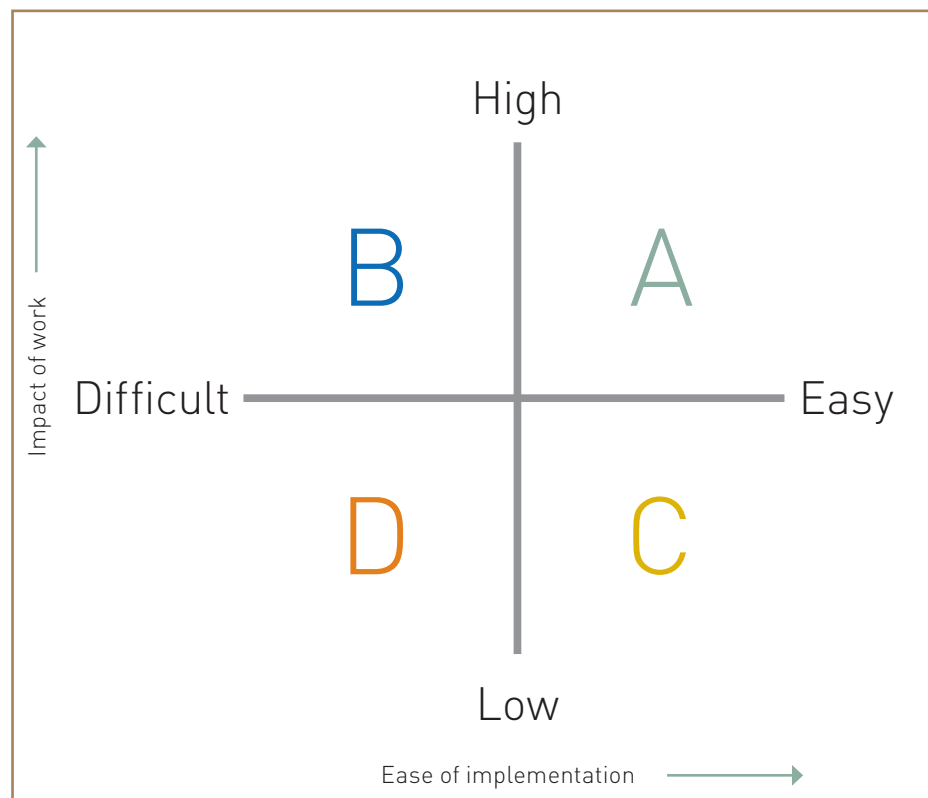 High
B
A
Impact of work
Difficult
Easy
D
C
Low
Ease of implementation